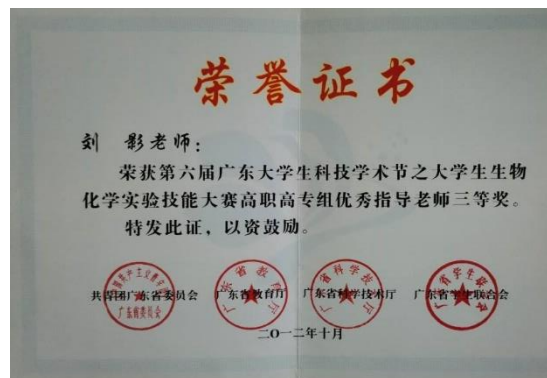 荣誉证书
刘 影老师:
荣获第六届广东大学生科技学术节之大学生生物
化学实验技能大赛高职高专组优秀指导老师三等奖。
特发此证,以资鼓励。
共青团广东省委员会 广东省教育厅 广东省科学技术厅 广东省学生联合会
二〇一二年十月